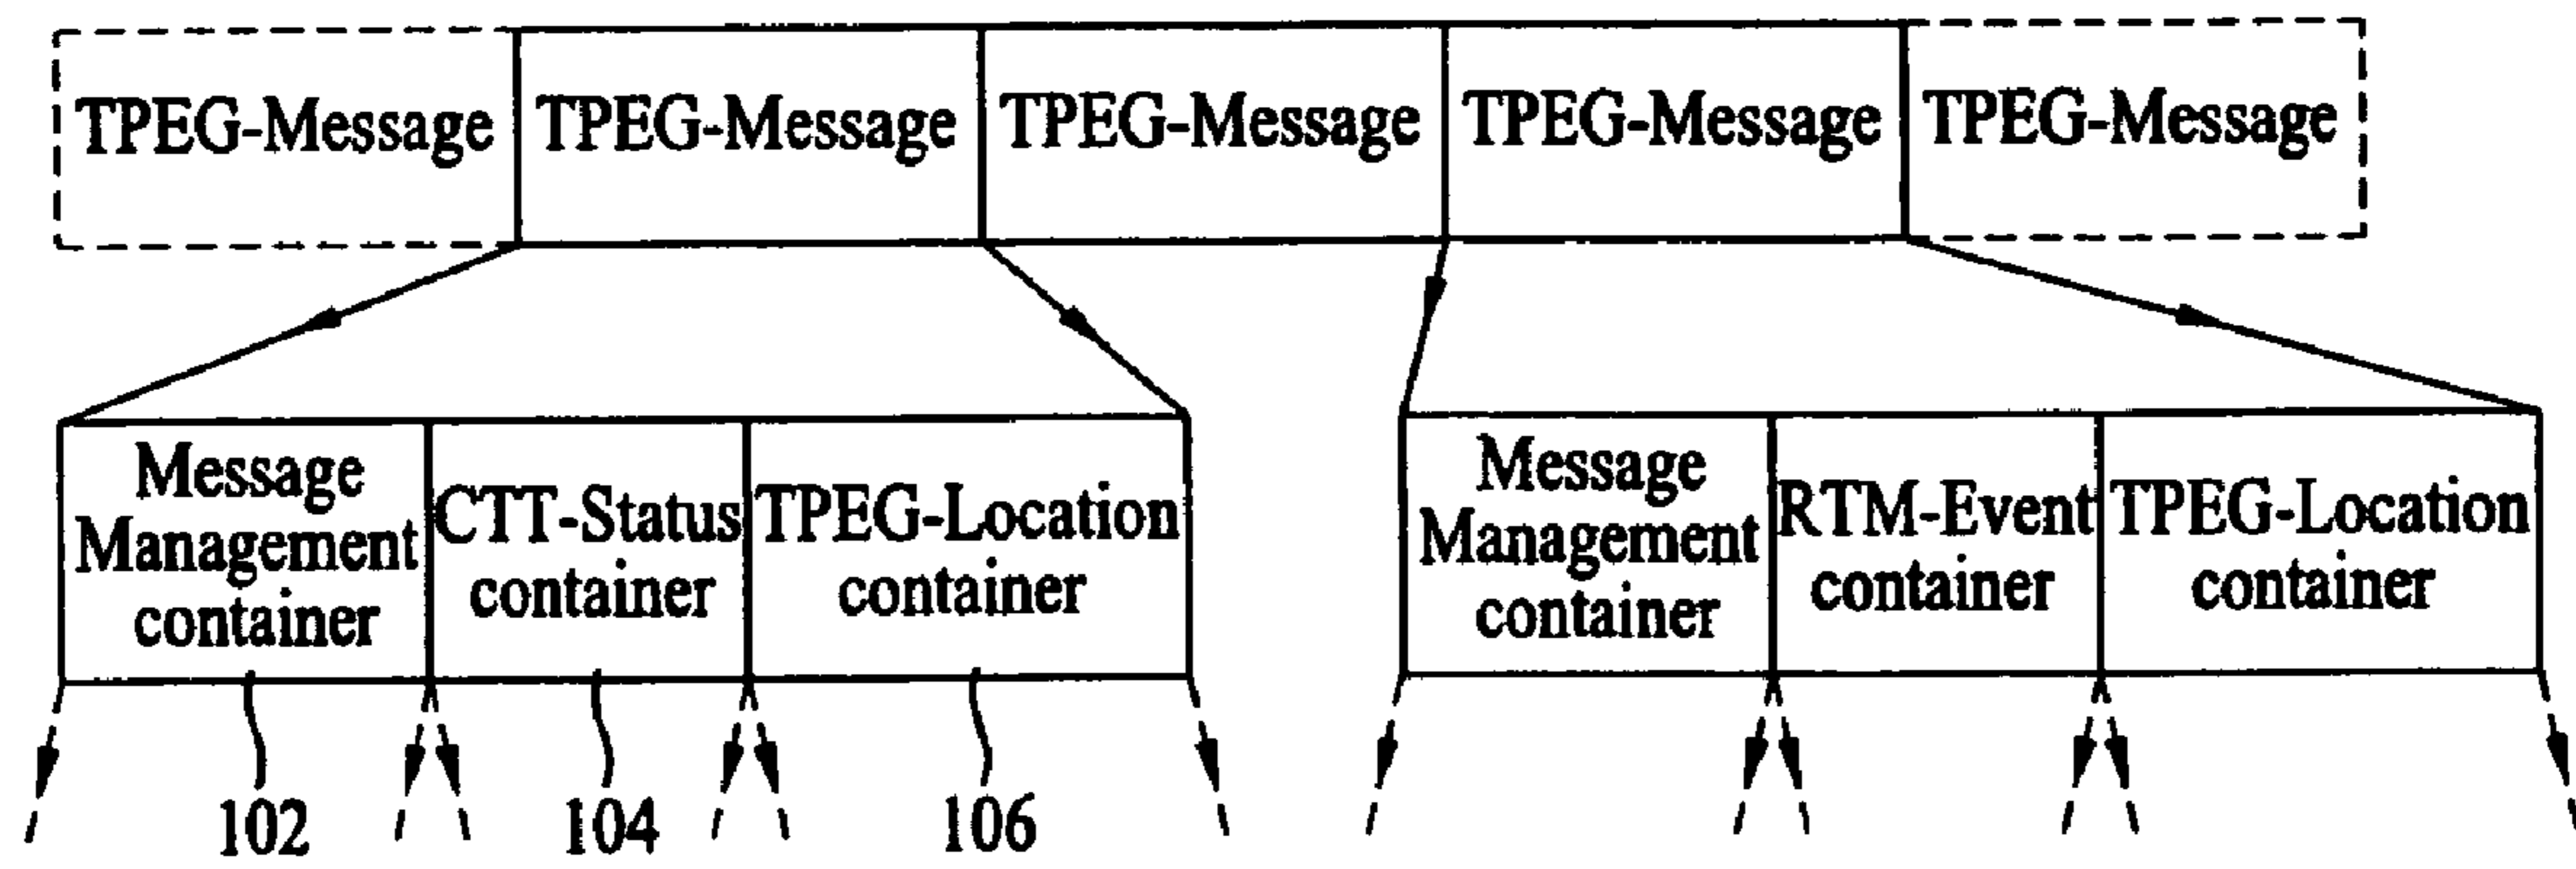 TPEG-Message TPEG-Message TPEG-Message TPEG-Message TPEG-Message
Message
Management
container
CTT-Status
container
TPEG-Location
container
Message
Management
container
RTM-Event
container
TPEG-Location
container
102 104 106